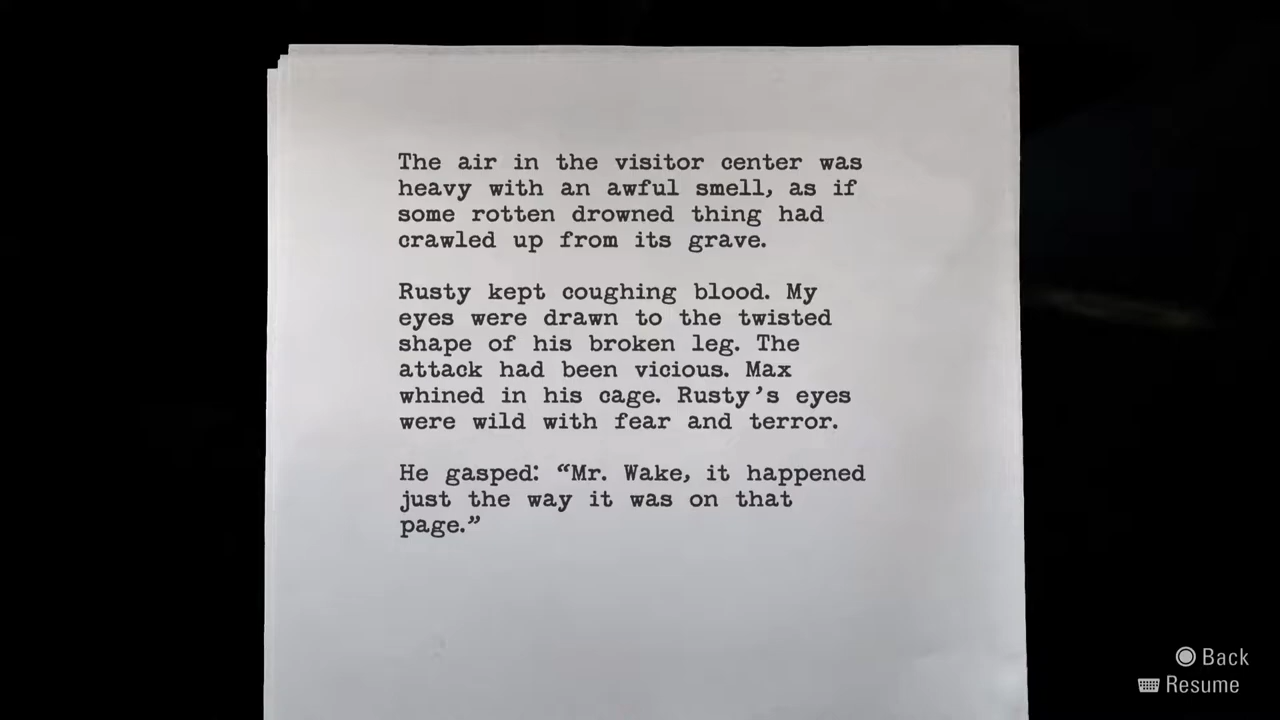 The air in the visitor center was
heavy with an awful smell, as if
some rotten drowned thing had
crawled up from its grave.
Rusty kept coughing blood. My
eyes were drawn to the twisted
shape of his broken leg. The
attack had been vicious. Max
whined in his cage. Rusty’s eyes
were wild with fear and terror.
He gasped: “Mr. Wake, it happened
just the way it was on that
page.”
Back
Resume